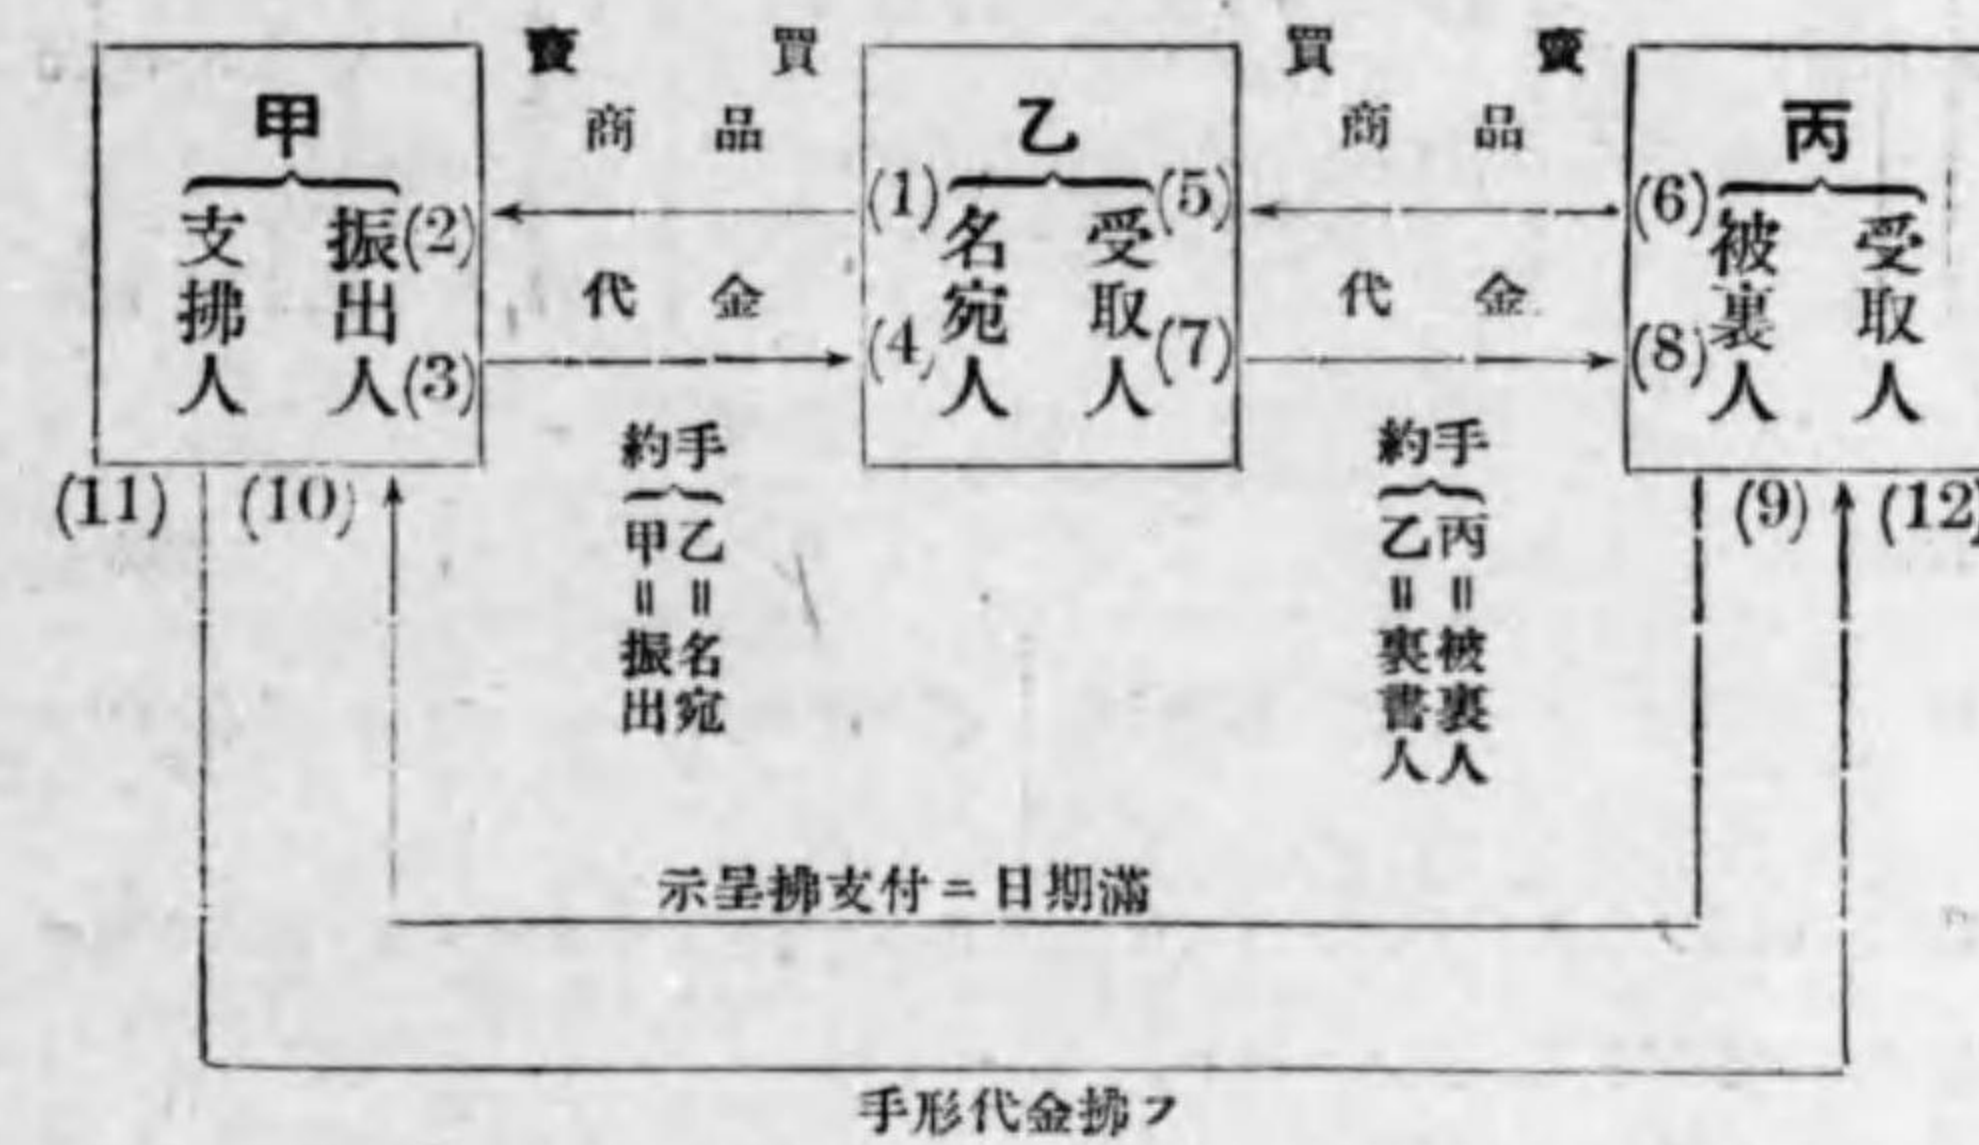 甲
振出人
支拂人
(2)
(3)
(10)
(11)
賣 買
商品
代金
約手
乙=名宛
甲=振出
乙
受取人
名宛人
(1)
(4)
(5)
(7)
買 賣
商品
代金
約手
丙=被裏人
乙=裏書人
丙
受取人
被裏人
(6)
(8)
(9)
(12)
示呈拂支付ニ日期滿
手形代金拂フ